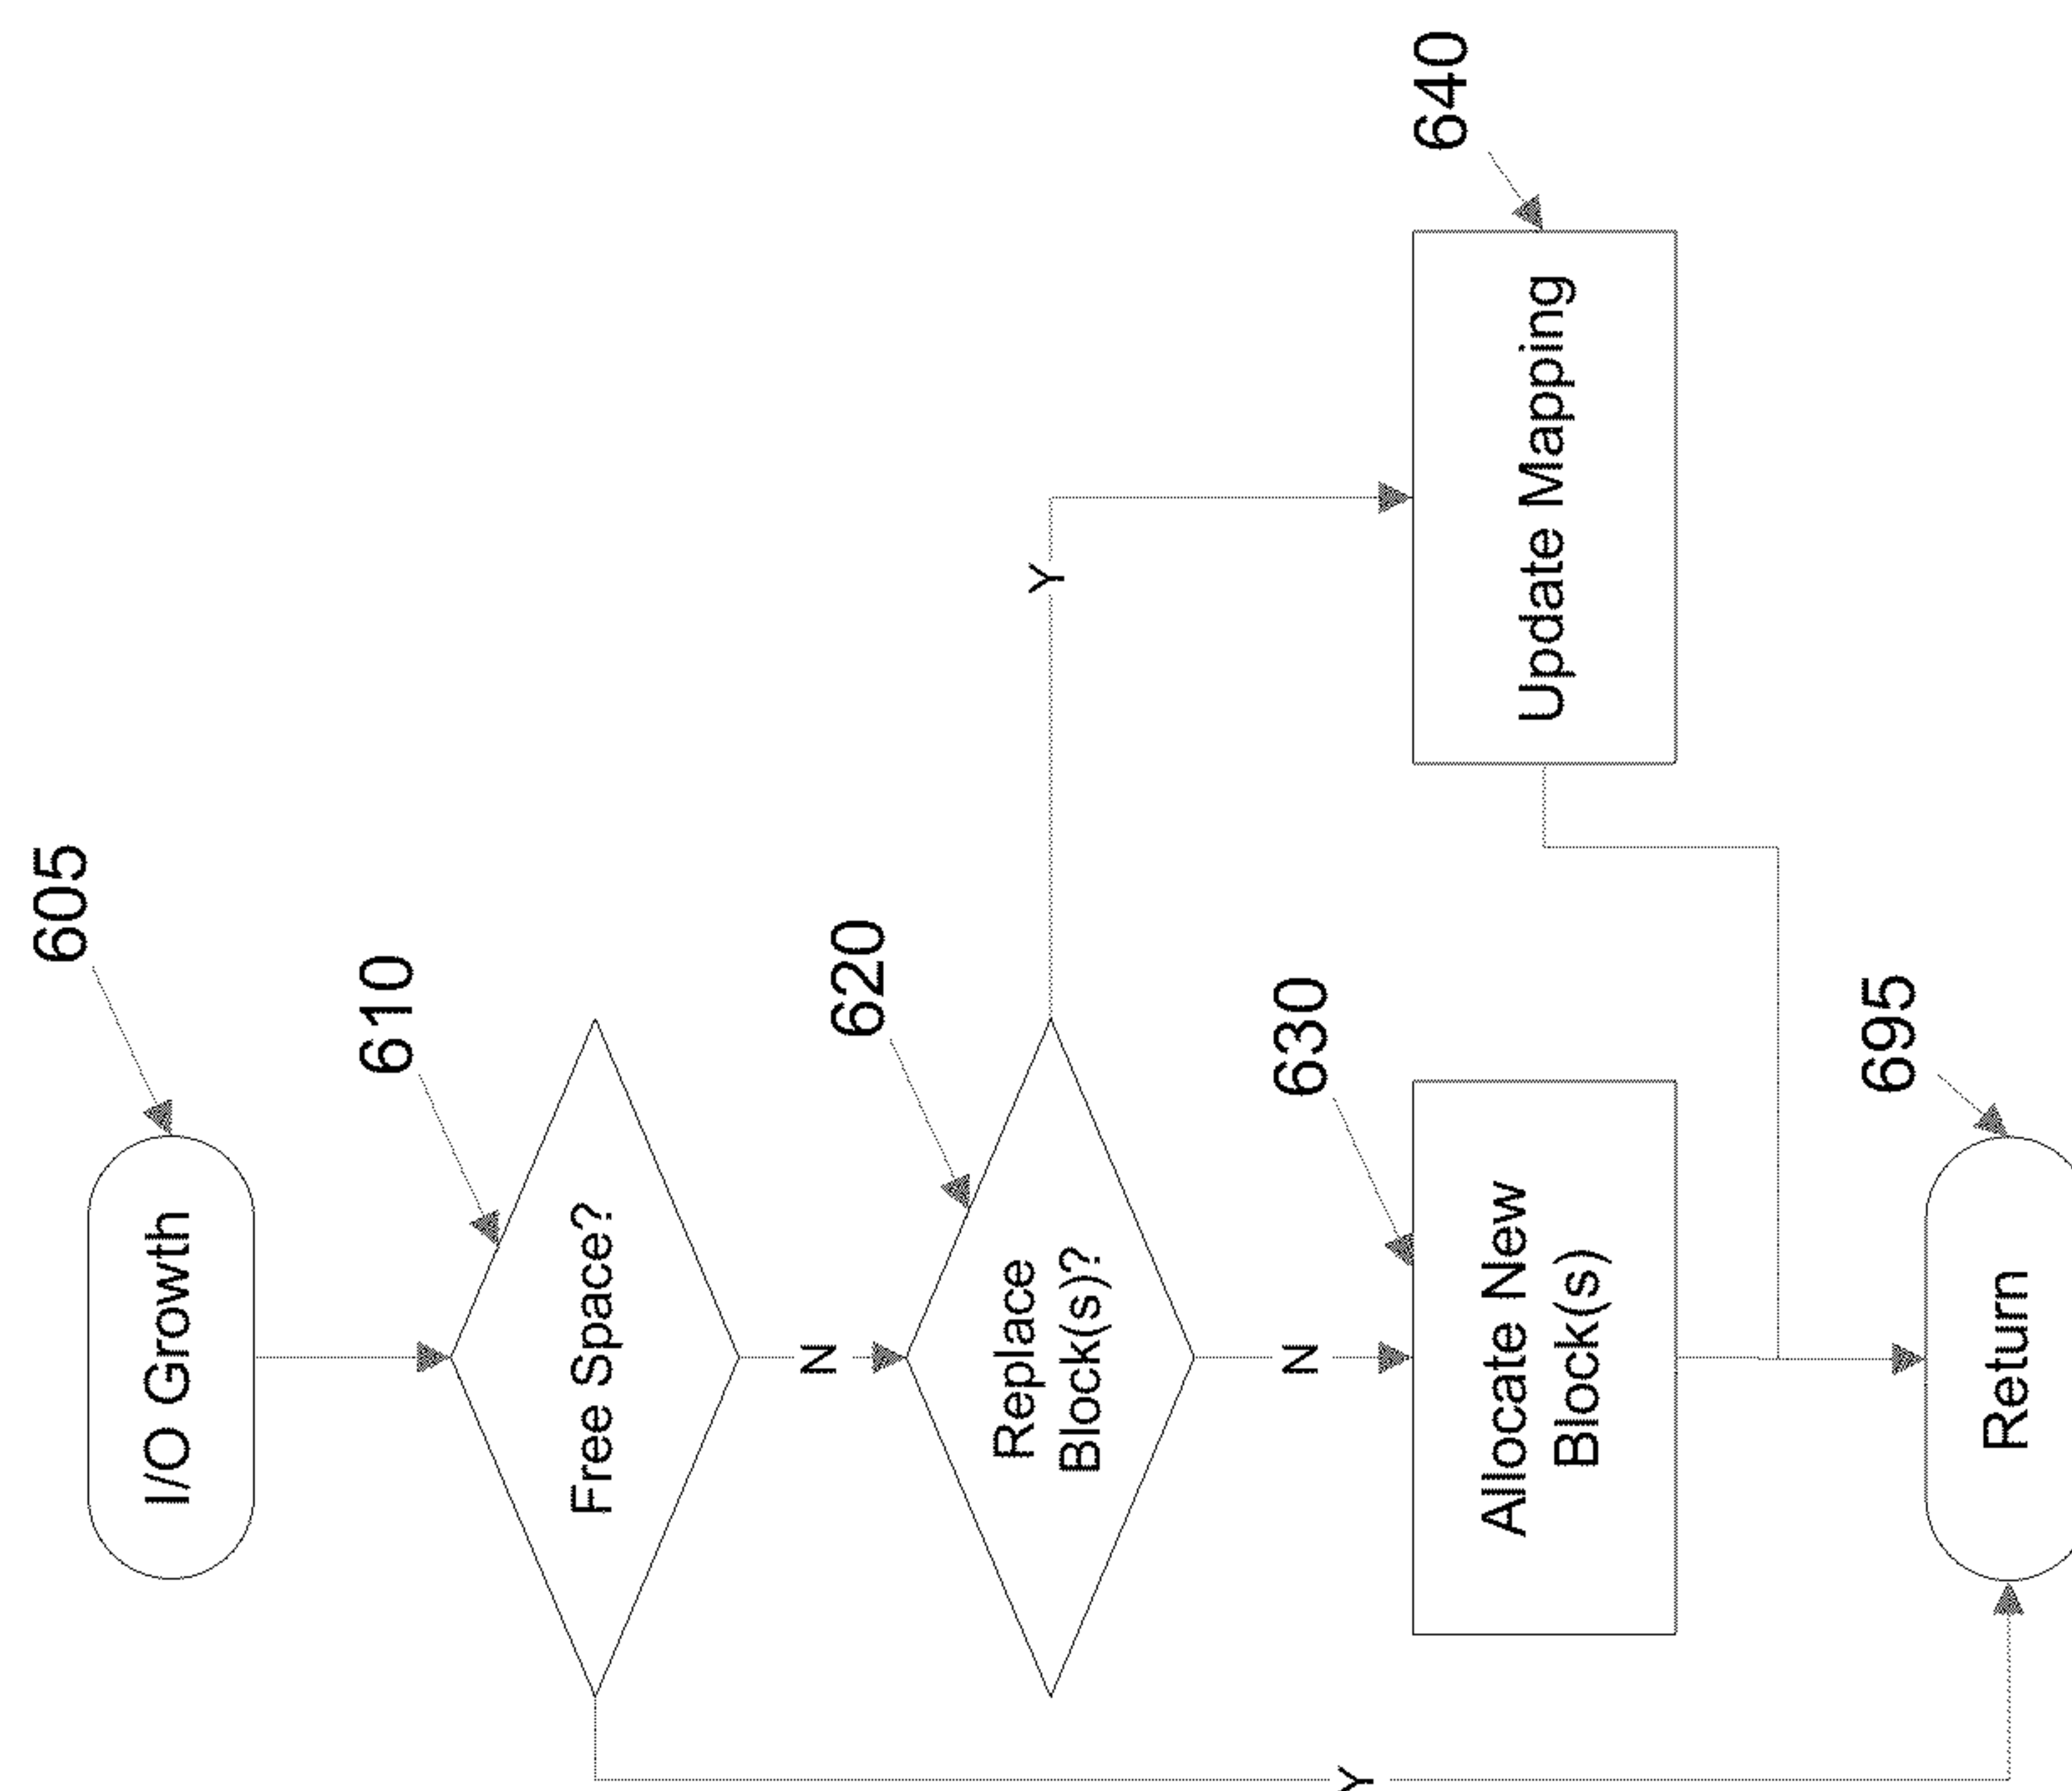 605
I/O Growth
610
Free Space?
N
620
Replace
Block(s)?
Y
N
630
Allocate New
Block(s)
640
Update Mapping
Y
695
Return